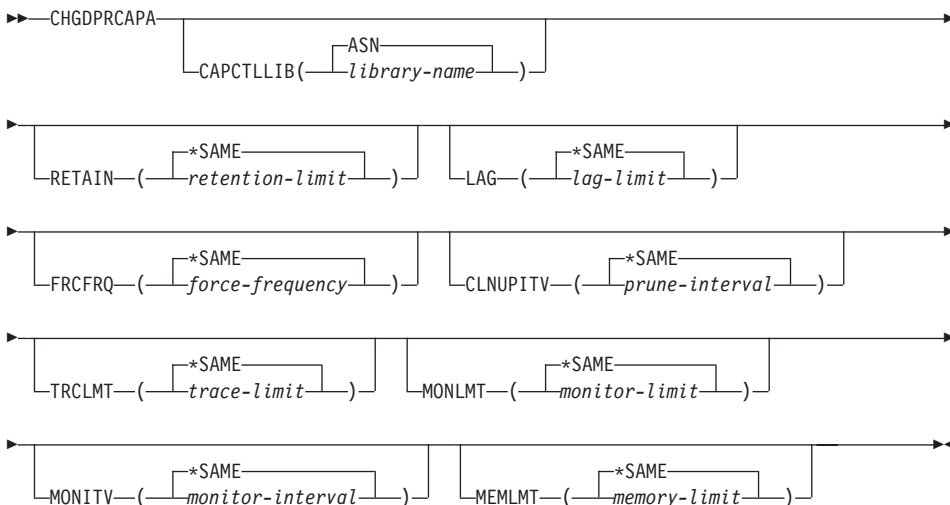 CHGDPRCAPA
ASN
CAPCTLLIB( library-name )
*SAME *SAME
RETAIN ( retention-limit ) LAG ( lag-limit )
*SAME *SAME
FRCFRQ ( force-frequency ) CLNUPITV ( prune-interval )
*SAME *SAME
TRCLMT ( trace-limit ) MONLMT ( monitor-limit )
*SAME *SAME
MONITV ( monitor-interval ) MEMLMT ( memory-limit )